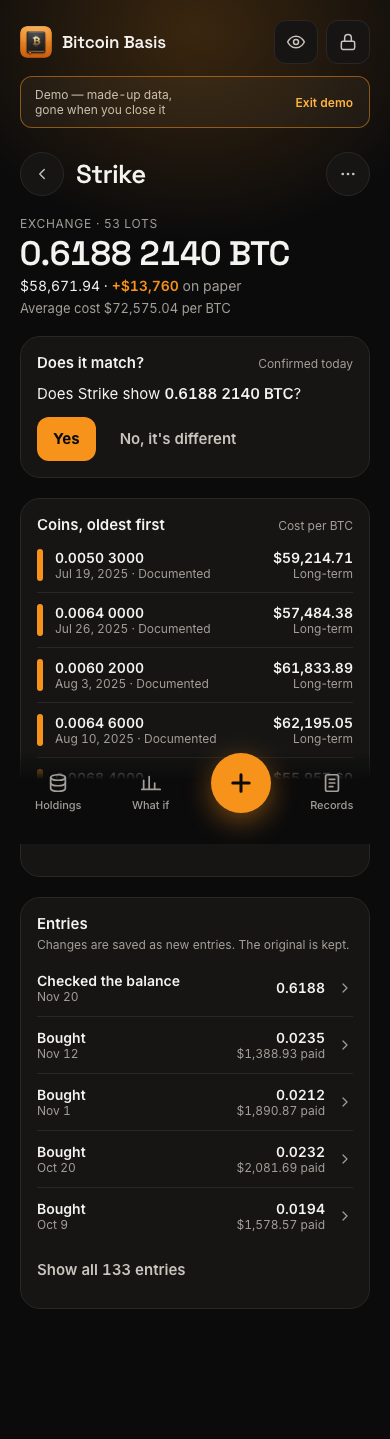 Bitcoin Basis
Demo — made-up data,
gone when you close it
Exit demo
Strike
EXCHANGE · 53 LOTS
0.6188 2140 BTC
$58,671.94 · +$13,760 on paper
Average cost $72,575.04 per BTC
Does it match?
Confirmed today
Does Strike show 0.6188 2140 BTC?
Yes
No, it's different
Coins, oldest first
Cost per BTC
0.0050 3000
$59,214.71
Jul 19, 2025 · Documented
Long-term
0.0064 0000
$57,484.38
Jul 26, 2025 · Documented
Long-term
0.0060 2000
$61,833.89
Aug 3, 2025 · Documented
Long-term
0.0064 6000
$62,195.05
Aug 10, 2025 · Documented
Long-term
Holdings
What if
Records
Entries
Changes are saved as new entries. The original is kept.
Checked the balance
0.6188
Nov 20
Bought
0.0235
Nov 12
$1,388.93 paid
Bought
0.0212
Nov 1
$1,890.87 paid
Bought
0.0232
Oct 20
$2,081.69 paid
Bought
0.0194
Oct 9
$1,578.57 paid
Show all 133 entries